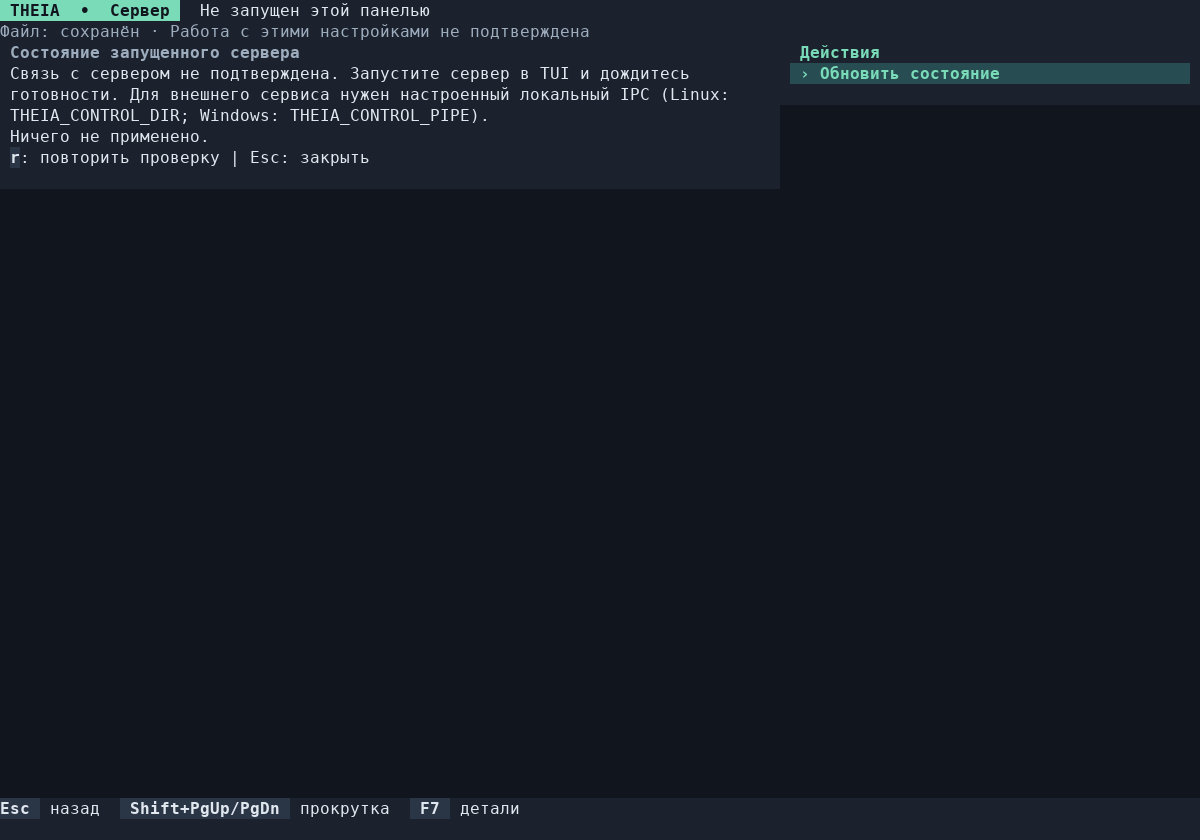 THEIA • Сервер Не запущен этой панелью
Файл: сохранён · Работа с этими настройками не подтверждена
Состояние запущенного сервера
Связь с сервером не подтверждена. Запустите сервер в TUI и дождитесь
готовности. Для внешнего сервиса нужен настроенный локальный IPC (Linux:
THEIA_CONTROL_DIR; Windows: THEIA_CONTROL_PIPE).
Ничего не применено.
r: повторить проверку | Esc: закрыть
Действия
› Обновить состояние
Esc назад Shift+PgUp/PgDn прокрутка F7 детали